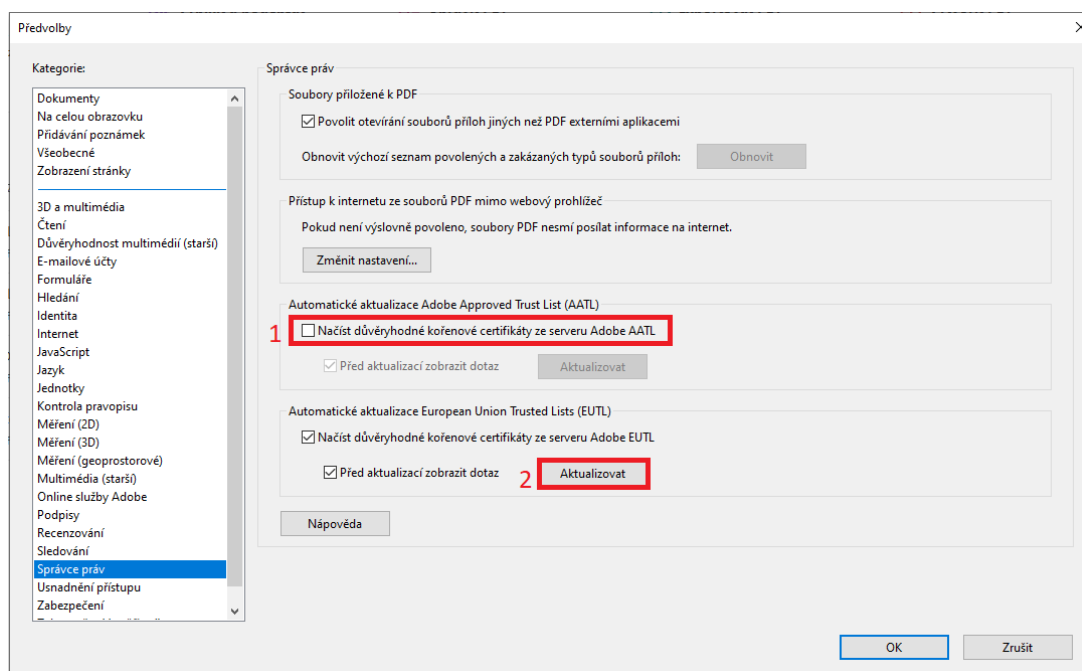 Předvolby
Kategorie:
Dokumenty
Na celou obrazovku
Přidávání poznámek
Všeobecné
Zobrazení stránky
3D a multimédia
Čtení
Důvěryhodnost multimédií (starší)
E-mailové účty
Formuláře
Hledání
Identita
Internet
JavaScript
Jazyk
Jednotky
Kontrola pravopisu
Měření (2D)
Měření (3D)
Měření (geoprostorové)
Multimédia (starší)
Online služby Adobe
Podpisy
Recenzování
Sledování
Správce práv
Usnadnění přístupu
Zabezpečení
Správce práv
Soubory přiložené k PDF
Povolit otevírání souborů příloh jiných než PDF externími aplikacemi
Obnovit výchozí seznam povolených a zakázaných typů souborů příloh: Obnovit
Přístup k internetu ze souborů PDF mimo webový prohlížeč
Pokud není výslovně povoleno, soubory PDF nesmí posílat informace na internet.
Změnit nastavení...
Automatické aktualizace Adobe Approved Trust List (AATL)
1 Načíst důvěryhodné kořenové certifikáty ze serveru Adobe AATL
Před aktualizací zobrazit dotaz Aktualizovat
Automatické aktualizace European Union Trusted Lists (EUTL)
Načíst důvěryhodné kořenové certifikáty ze serveru Adobe EUTL
Před aktualizací zobrazit dotaz 2 Aktualizovat
Nápověda
OK Zrušit